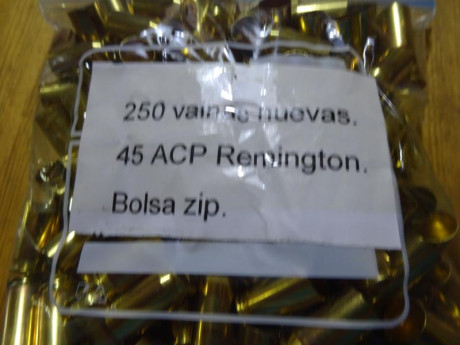 250 vainas nuevas.
45 ACP Remington.
Bolsa zip.